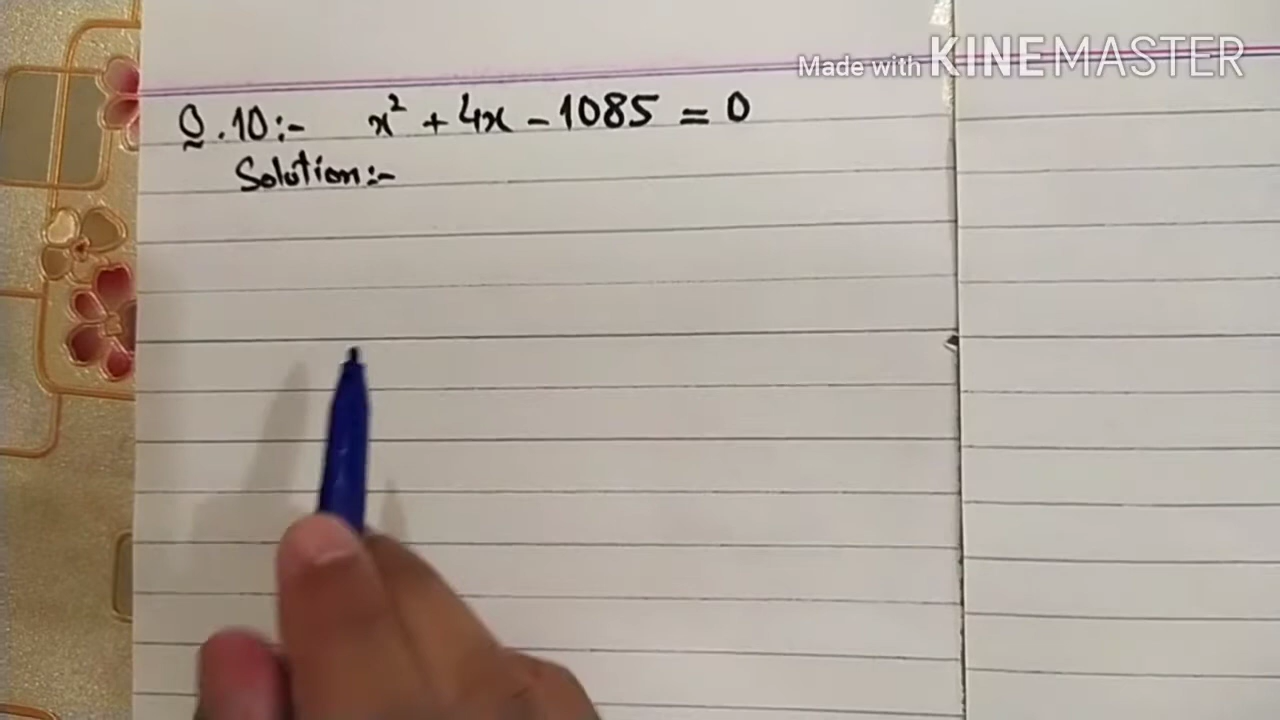 Made with KINEMASTER
Q.10:- x² + 4x - 1085 = 0
Solution:-